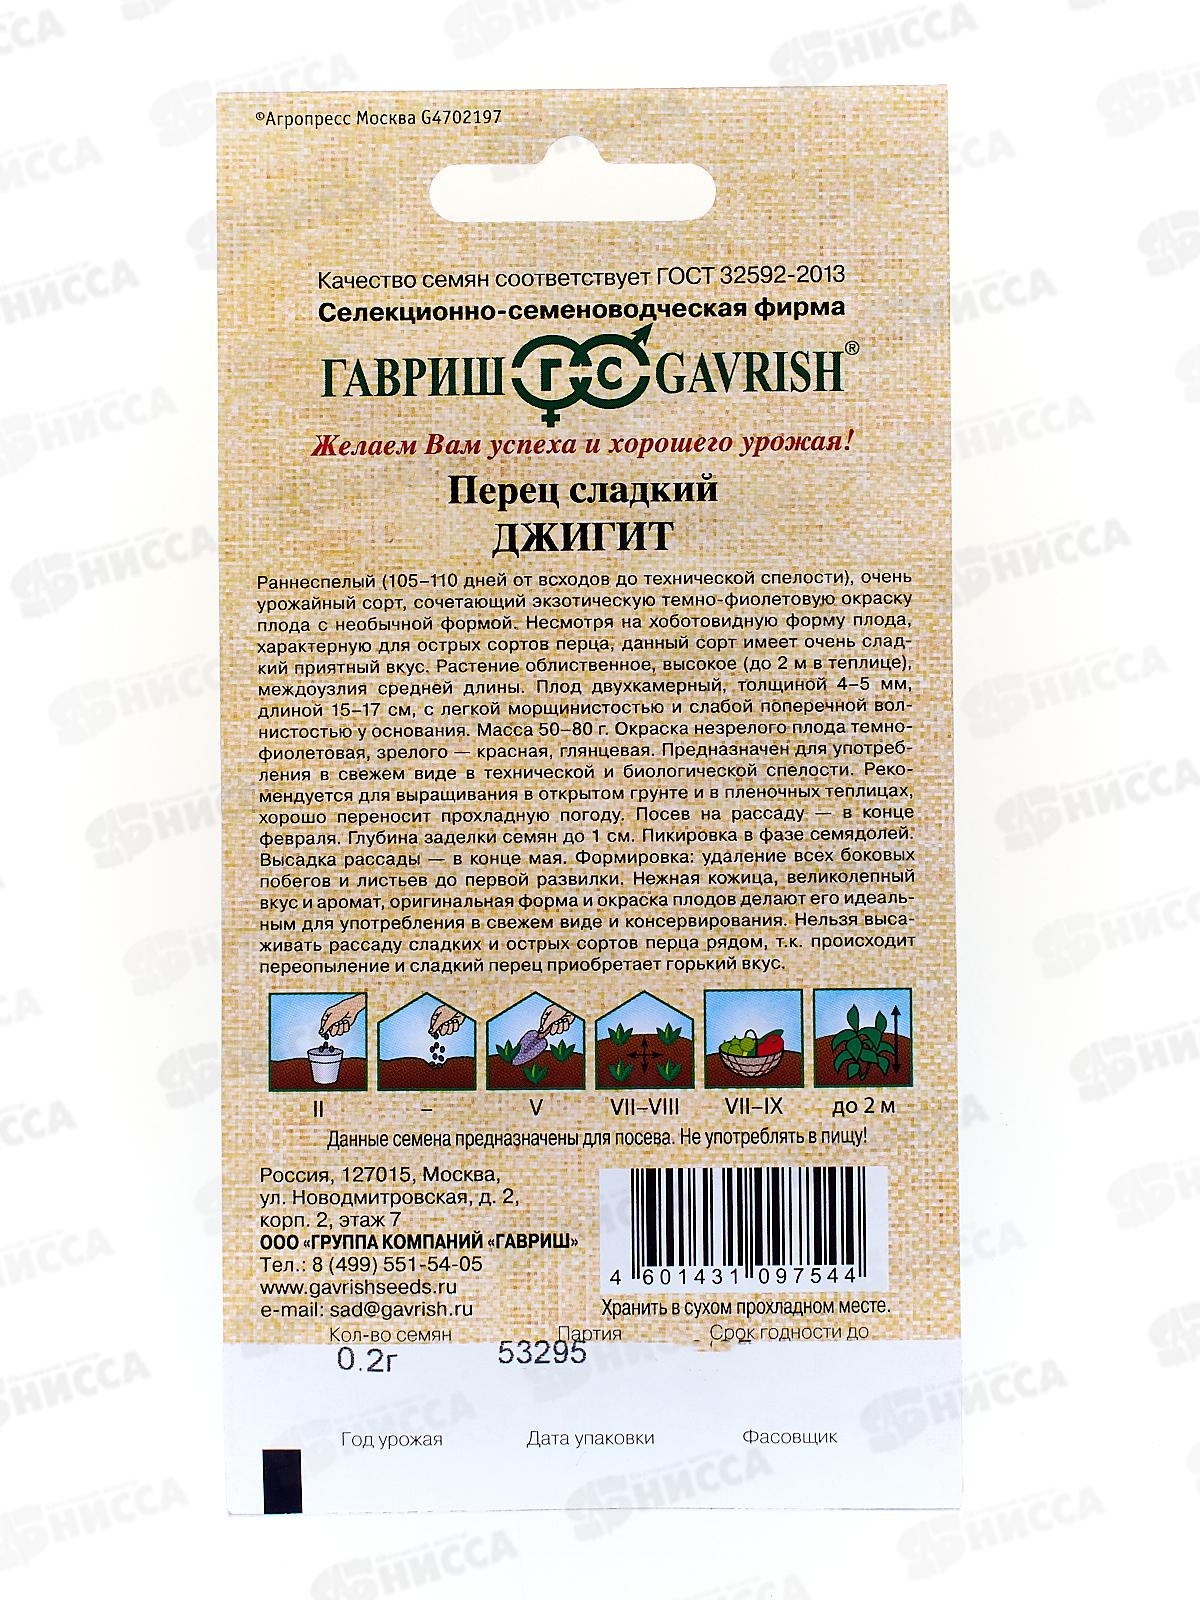 ©Агропресс Москва G4702197
Качество семян соответствует ГОСТ 32592-2013
Селекционно-семеноводческая фирма
ГАВРИШ ГС GAVRISH®
Желаем Вам успеха и хорошего урожая!
Перец сладкий
ДЖИГИТ
Раннеспелый (105–110 дней от всходов до технической спелости), очень
урожайный сорт, сочетающий экзотическую темно-фиолетовую окраску
плода с необычной формой. Несмотря на хоботовидную форму плода,
характерную для острых сортов перца, данный сорт имеет очень слад-
кий приятный вкус. Растение облиственное, высокое (до 2 м в теплице),
междоузлия средней длины. Плод двухкамерный, толщиной 4–5 мм,
длиной 15–17 см, с легкой морщинистостью и слабой поперечной вол-
нистостью у основания. Масса 50–80 г. Окраска незрелого плода темно-
фиолетовая, зрелого — красная, глянцевая. Предназначен для употреб-
ления в свежем виде в технической и биологической спелости. Реко-
мендуется для выращивания в открытом грунте и в пленочных теплицах,
хорошо переносит прохладную погоду. Посев на рассаду — в конце
февраля. Глубина заделки семян до 1 см. Пикировка в фазе семядолей.
Высадка рассады — в конце мая. Формировка: удаление всех боковых
побегов и листьев до первой развилки. Нежная кожица, великолепный
вкус и аромат, оригинальная форма и окраска плодов делают его идеаль-
ным для употребления в свежем виде и консервирования. Нельзя выса-
живать рассаду сладких и острых сортов перца рядом, т.к. происходит
переопыление и сладкий перец приобретает горький вкус.
II – V VII–VIII VII–IX до 2 м
Данные семена предназначены для посева. Не употреблять в пищу!
Россия, 127015, Москва,
ул. Новодмитровская, д. 2,
корп. 2, этаж 7
ООО «ГРУППА КОМПАНИЙ «ГАВРИШ»
Тел.: 8 (499) 551-54-05
www.gavrishseeds.ru
e-mail: sad@gavrish.ru
4 601431 097544
Хранить в сухом прохладном месте.
Кол-во семян Партия Срок годности до
0.2г 53295
Год урожая Дата упаковки Фасовщик
НИССА